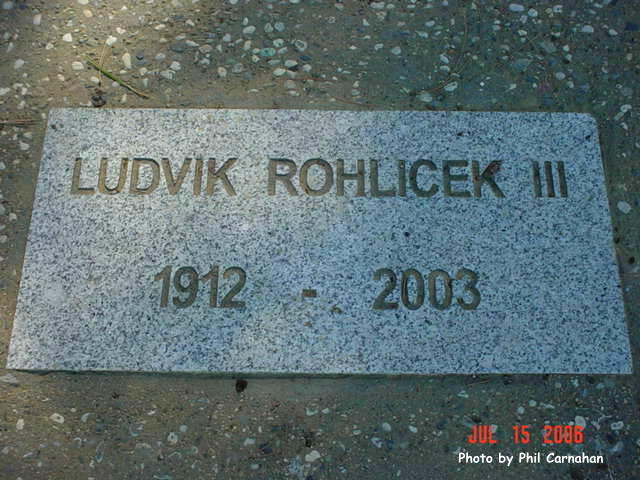 LUDVIK ROHLICEK III
1912 - 2003
JUL 15 2006
Photo by Phil Carnahan